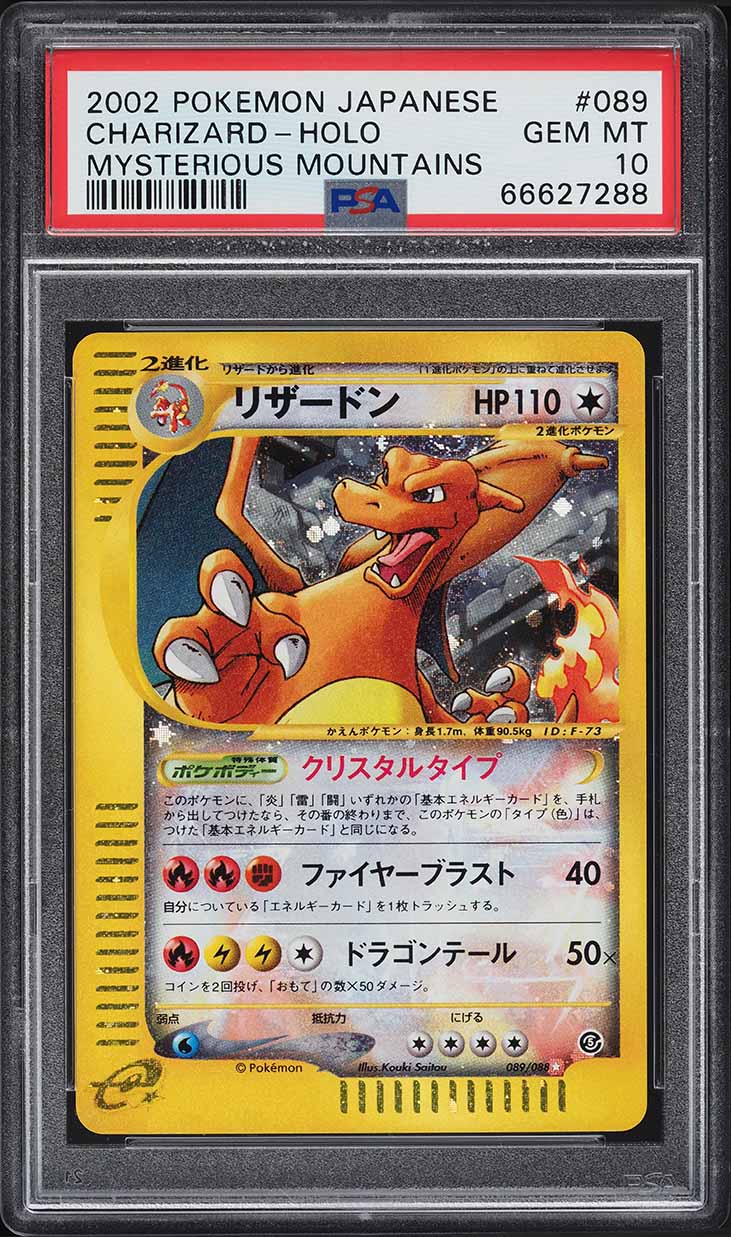 2002 POKEMON JAPANESE #089
CHARIZARD - HOLO GEM MT
MYSTERIOUS MOUNTAINS 10
PSA 66627288
2進化 リザードから進化 「1進化ポケモン」の上に重ねて進化させます
リザードン HP110
2進化ポケモン
かえんポケモン:身長1.7m、体重90.5kg ID:F-73
特殊体質
ポケボディー クリスタルタイプ
このポケモンに、「炎」「雷」「闘」いずれかの「基本エネルギーカード」を、手札
から出してつけたなら、その番の終わりまで、このポケモンの「タイプ(色)」は、
つけた「基本エネルギーカード」と同じになる。
ファイヤーブラスト 40
自分についている「エネルギーカード」を1枚トラッシュする。
ドラゴンテール 50×
コインを2回投げ、「おもて」の数×50ダメージ。
弱点 抵抗力 にげる
© Pokémon Illus.Kouki Saitou 089/088
PSA